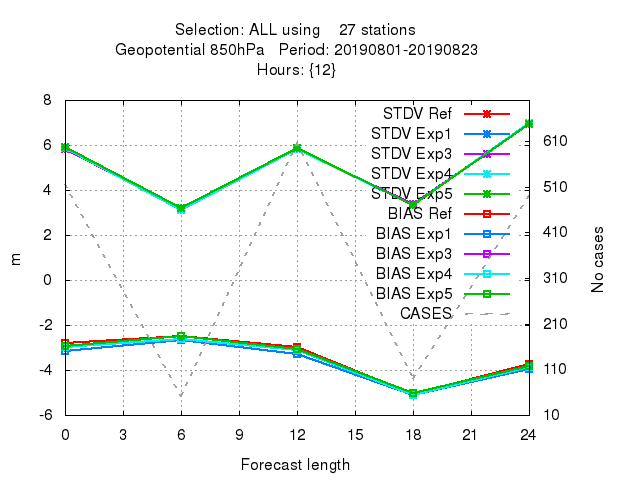 Selection: ALL using 27 stations
Geopotential 850hPa Period: 20190801-20190823
Hours: {12}
8
6
4
2
0
-2
-4
-6
m
STDV Ref
STDV Exp1
STDV Exp3
STDV Exp4
STDV Exp5
BIAS Ref
BIAS Exp1
BIAS Exp3
BIAS Exp4
BIAS Exp5
CASES
610
510
410
310
210
110
10
No cases
0 3 6 9 12 15 18 21 24
Forecast length